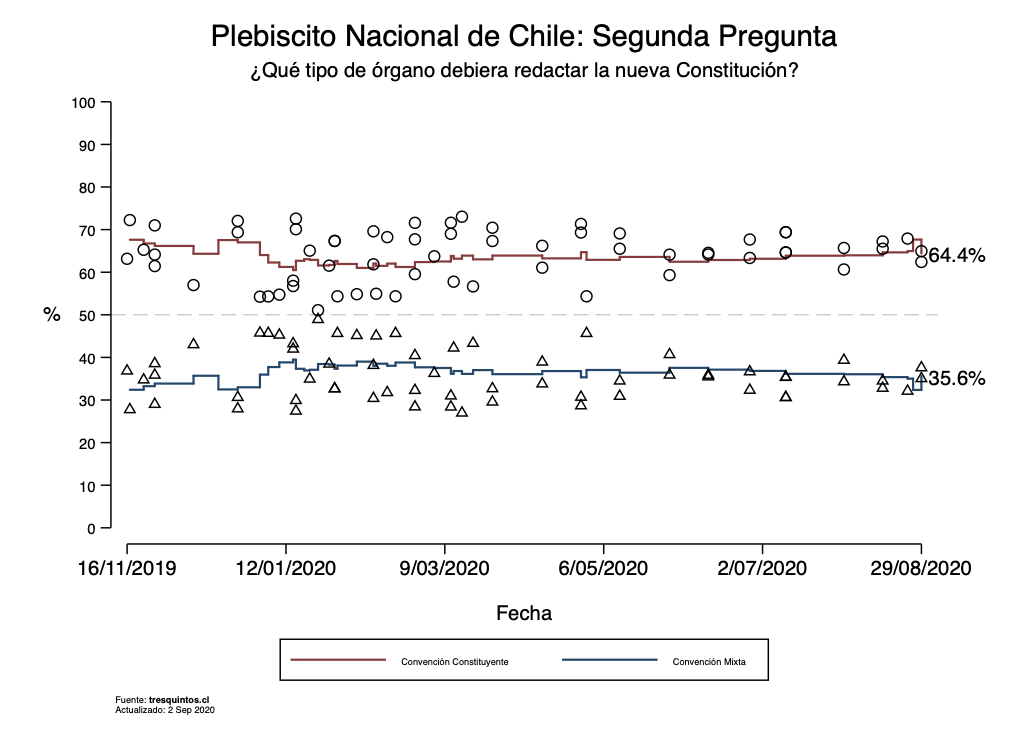 Plebiscito Nacional de Chile: Segunda Pregunta
¿Qué tipo de órgano debiera redactar la nueva Constitución?
100
90
80
70
60
50
40
30
20
10
0
%
64.4%
35.6%
16/11/2019 12/01/2020 9/03/2020 6/05/2020 2/07/2020 29/08/2020
Fecha
Convención Constituyente Convención Mixta
Fuente: tresquintos.cl
Actualizado: 2 Sep 2020